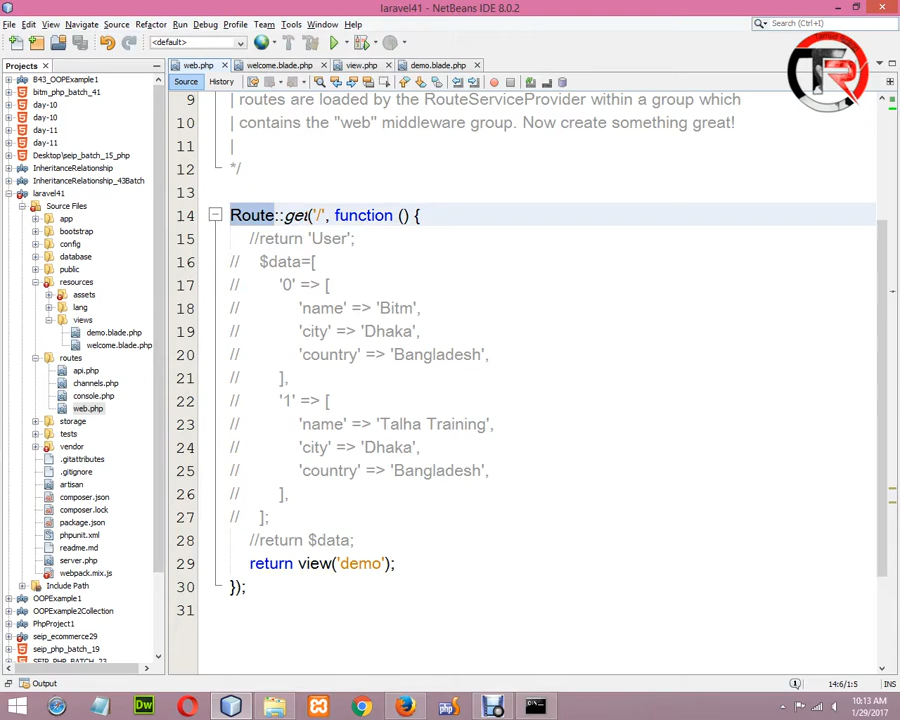 laravel41 - NetBeans IDE 8.0.2
File Edit View Navigate Source Refactor Run Debug Profile Team Tools Window Help
Search (Ctrl+I)
<default>
Projects
web.php
welcome.blade.php
view.php
demo.blade.php
Source History
B43_OOPExample1
bitm_php_batch_41
day-10
day-10
day-11
day-11
Desktop\seip_batch_15_php
InheritanceRelationship
InheritanceRelationship_43Batch
laravel41
Source Files
app
bootstrap
config
database
public
resources
assets
lang
views
demo.blade.php
welcome.blade.php
routes
api.php
channels.php
console.php
web.php
storage
tests
vendor
.gitattributes
.gitignore
artisan
composer.json
composer.lock
package.json
phpunit.xml
readme.md
server.php
webpack.mix.js
Include Path
OOPExample1
OOPExample2Collection
PhpProject1
seip_ecommerce29
seip_php_batch_19
SEIP_PHP_BATCH_23
9 | routes are loaded by the RouteServiceProvider within a group which
10 | contains the "web" middleware group. Now create something great!
11 |
12 */
13
14 Route::get('/', function () {
15 //return 'User';
16 // $data=[
17 // '0' => [
18 // 'name' => 'Bitm',
19 // 'city' => 'Dhaka',
20 // 'country' => 'Bangladesh',
21 // ],
22 // '1' => [
23 // 'name' => 'Talha Training',
24 // 'city' => 'Dhaka',
25 // 'country' => 'Bangladesh',
26 // ],
27 // ];
28 //return $data;
29 return view('demo');
30 });
31
Output
14:6/1:5 INS
Dw
php
10:13 AM
1/29/2017